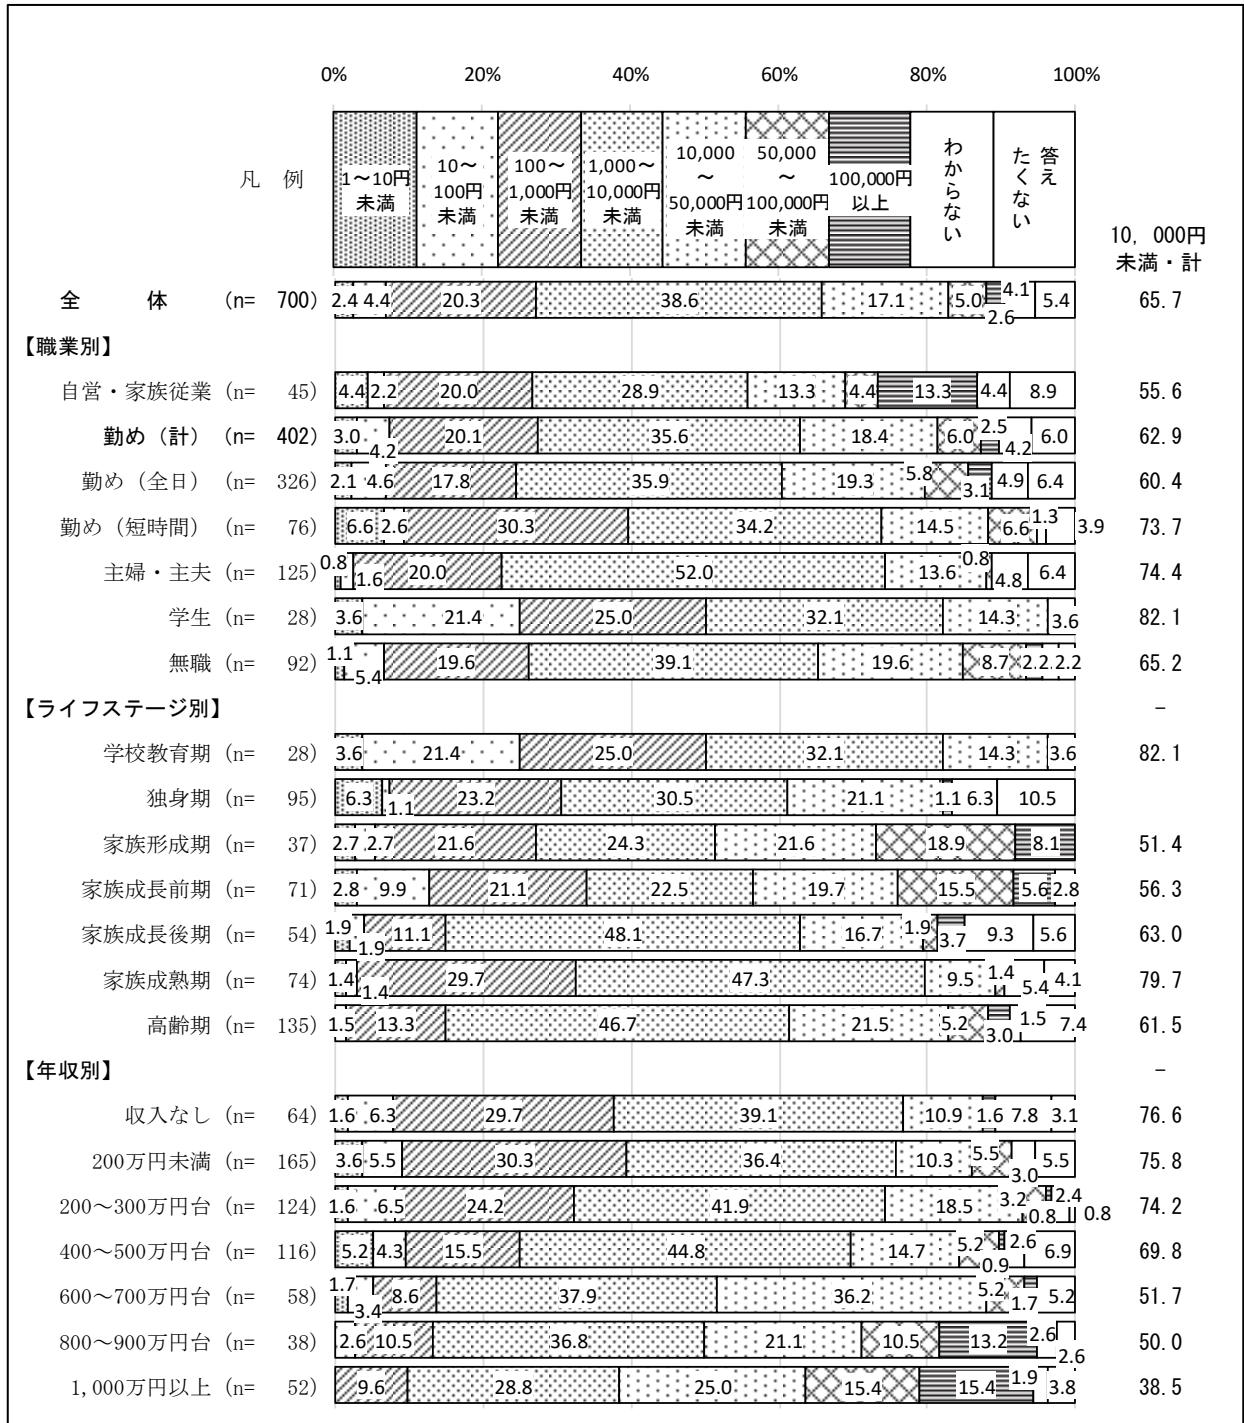 0% 20% 40% 60% 80% 100%
凡 例
1～10円
未満
10～
100円
未満
100～
1,000円
未満
1,000～
10,000円
未満
10,000
～
50,000円
未満
50,000
～
100,000円
未満
100,000円
以上
わからない
答え
たくない
10, 000円
未満・計
全 体 (n= 700) 2.4 4.4 20.3 38.6 17.1 5.0 2.6 4.1 5.4 65.7
【職業別】
自営・家族従業 (n= 45) 4.4 2.2 20.0 28.9 13.3 4.4 13.3 4.4 8.9 55.6
勤め（計） (n= 402) 3.0 4.2 20.1 35.6 18.4 6.0 2.5 4.2 6.0 62.9
勤め（全日） (n= 326) 2.1 4.6 17.8 35.9 19.3 5.8 3.1 4.9 6.4 60.4
勤め（短時間） (n= 76) 6.6 2.6 30.3 34.2 14.5 6.6 1.3 3.9 73.7
主婦・主夫 (n= 125) 0.8 1.6 20.0 52.0 13.6 0.8 4.8 6.4 74.4
学生 (n= 28) 3.6 21.4 25.0 32.1 14.3 3.6 82.1
無職 (n= 92) 1.1 5.4 19.6 39.1 19.6 8.7 2.2 2.2 65.2
【ライフステージ別】 －
学校教育期 (n= 28) 3.6 21.4 25.0 32.1 14.3 3.6 82.1
独身期 (n= 95) 6.3 1.1 23.2 30.5 21.1 1.1 6.3 10.5
家族形成期 (n= 37) 2.7 2.7 21.6 24.3 21.6 18.9 8.1 51.4
家族成長前期 (n= 71) 2.8 9.9 21.1 22.5 19.7 15.5 5.6 2.8 56.3
家族成長後期 (n= 54) 1.9 1.9 11.1 48.1 16.7 1.9 3.7 9.3 5.6 63.0
家族成熟期 (n= 74) 1.4 1.4 29.7 47.3 9.5 1.4 5.4 4.1 79.7
高齢期 (n= 135) 1.5 13.3 46.7 21.5 5.2 3.0 1.5 7.4 61.5
【年収別】 －
収入なし (n= 64) 1.6 6.3 29.7 39.1 10.9 1.6 7.8 3.1 76.6
200万円未満 (n= 165) 3.6 5.5 30.3 36.4 10.3 5.5 3.0 5.5 75.8
200～300万円台 (n= 124) 1.6 6.5 24.2 41.9 18.5 3.2 0.8 2.4 0.8 74.2
400～500万円台 (n= 116) 5.2 4.3 15.5 44.8 14.7 5.2 0.9 2.6 6.9 69.8
600～700万円台 (n= 58) 1.7 3.4 8.6 37.9 36.2 5.2 1.7 5.2 51.7
800～900万円台 (n= 38) 2.6 10.5 36.8 21.1 10.5 13.2 2.6 2.6 50.0
1,000万円以上 (n= 52) 9.6 28.8 25.0 15.4 15.4 1.9 3.8 38.5